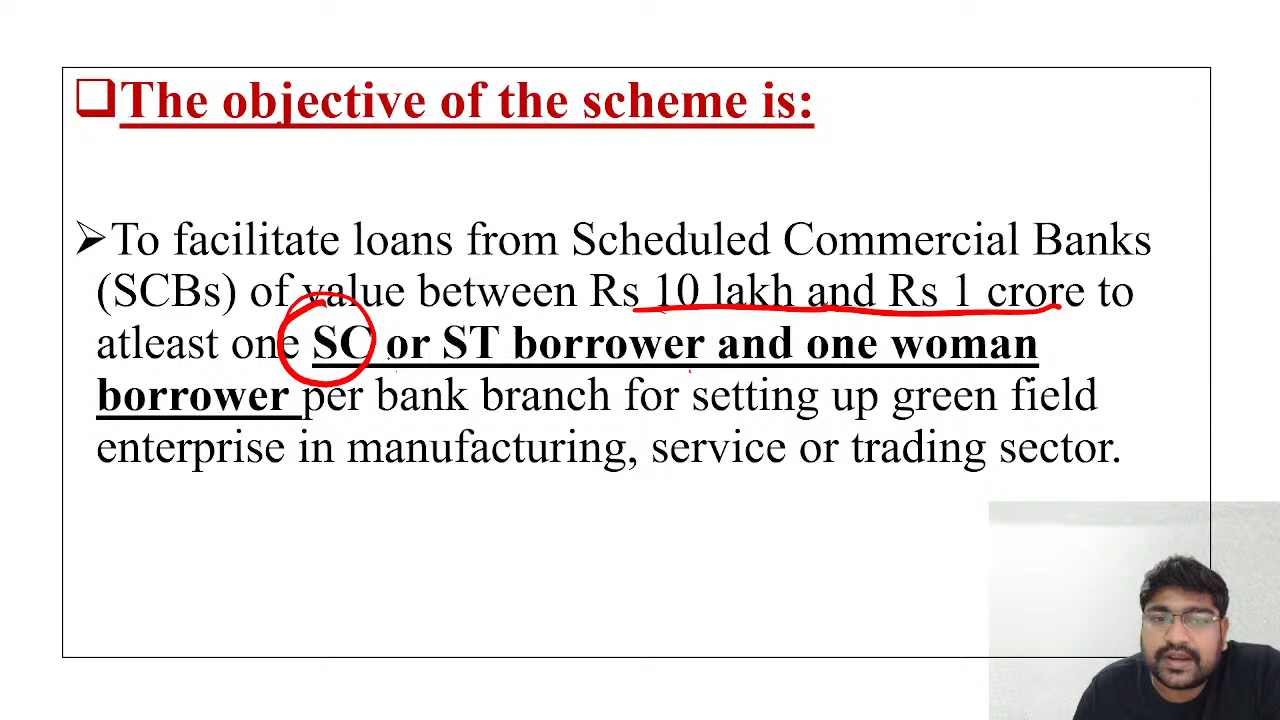 The objective of the scheme is:
To facilitate loans from Scheduled Commercial Banks
(SCBs) of value between Rs 10 lakh and Rs 1 crore to
atleast one SC or ST borrower and one woman
borrower per bank branch for setting up green field
enterprise in manufacturing, service or trading sector.